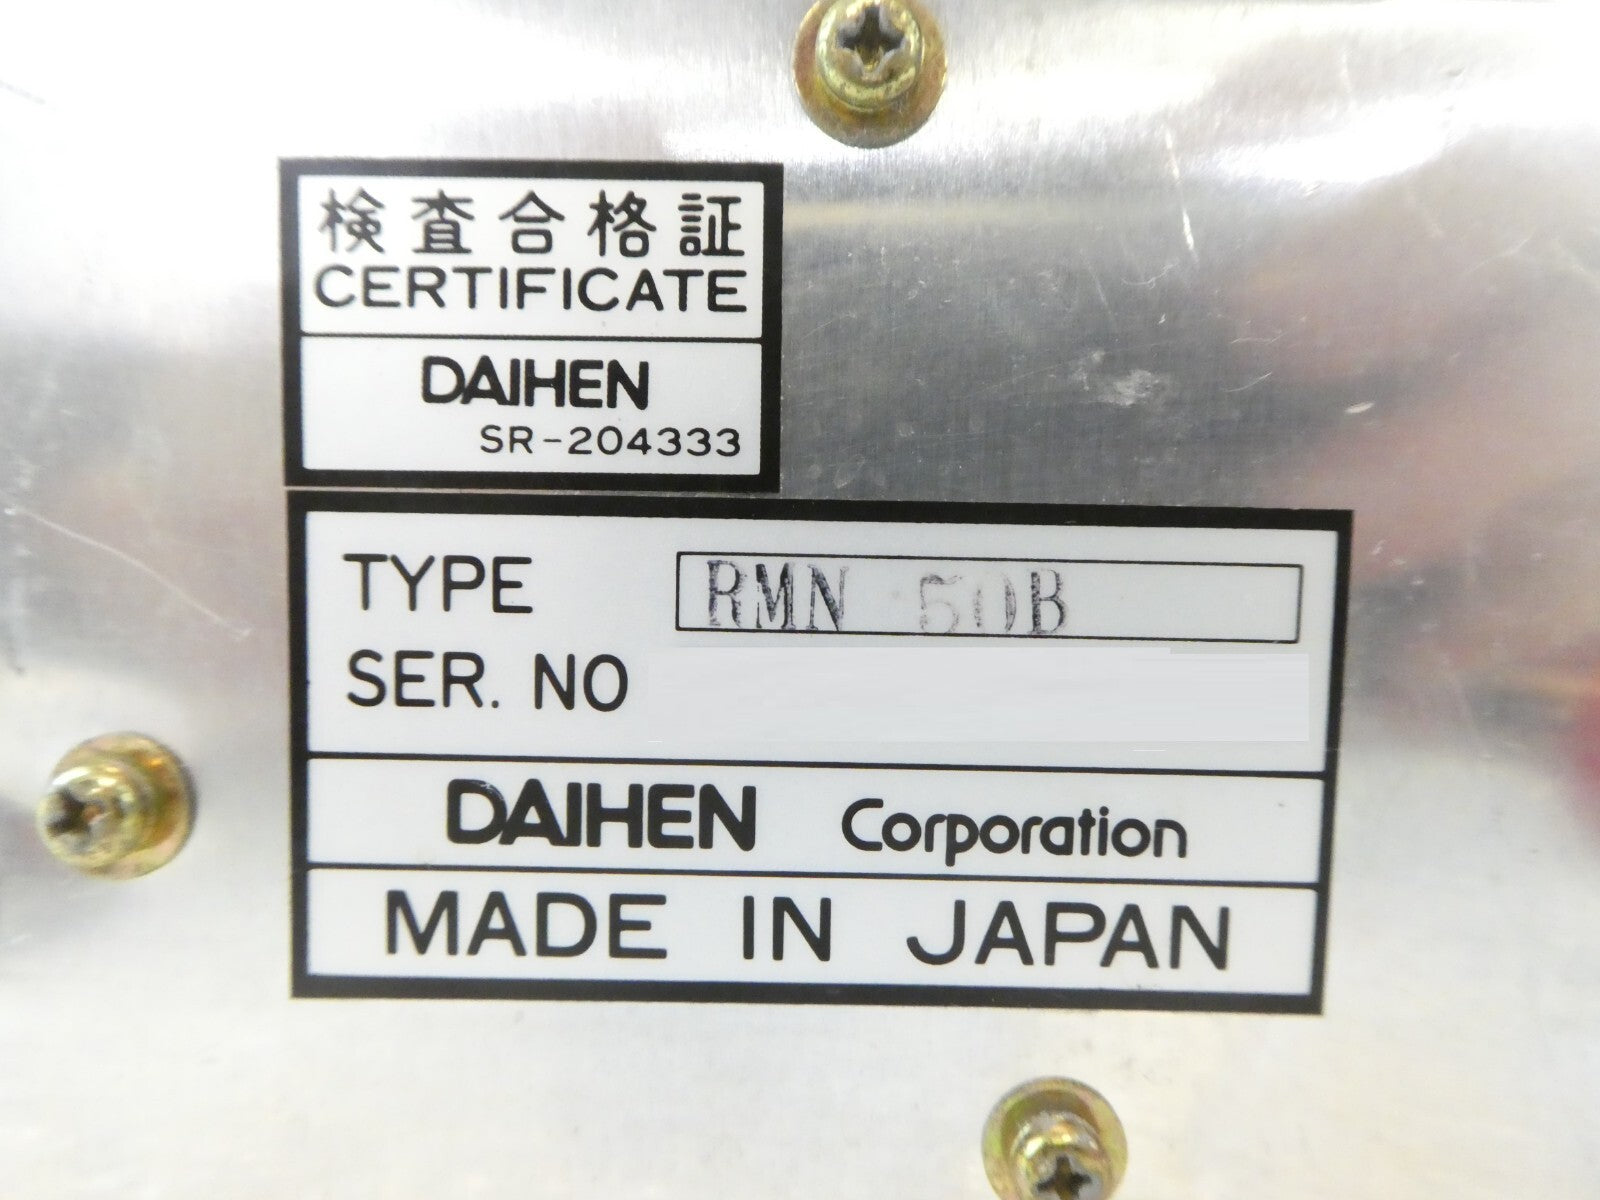 検査合格証
CERTIFICATE
DAIHEN
SR-204333
TYPE RMN 50B
SER. NO
DAIHEN Corporation
MADE IN JAPAN